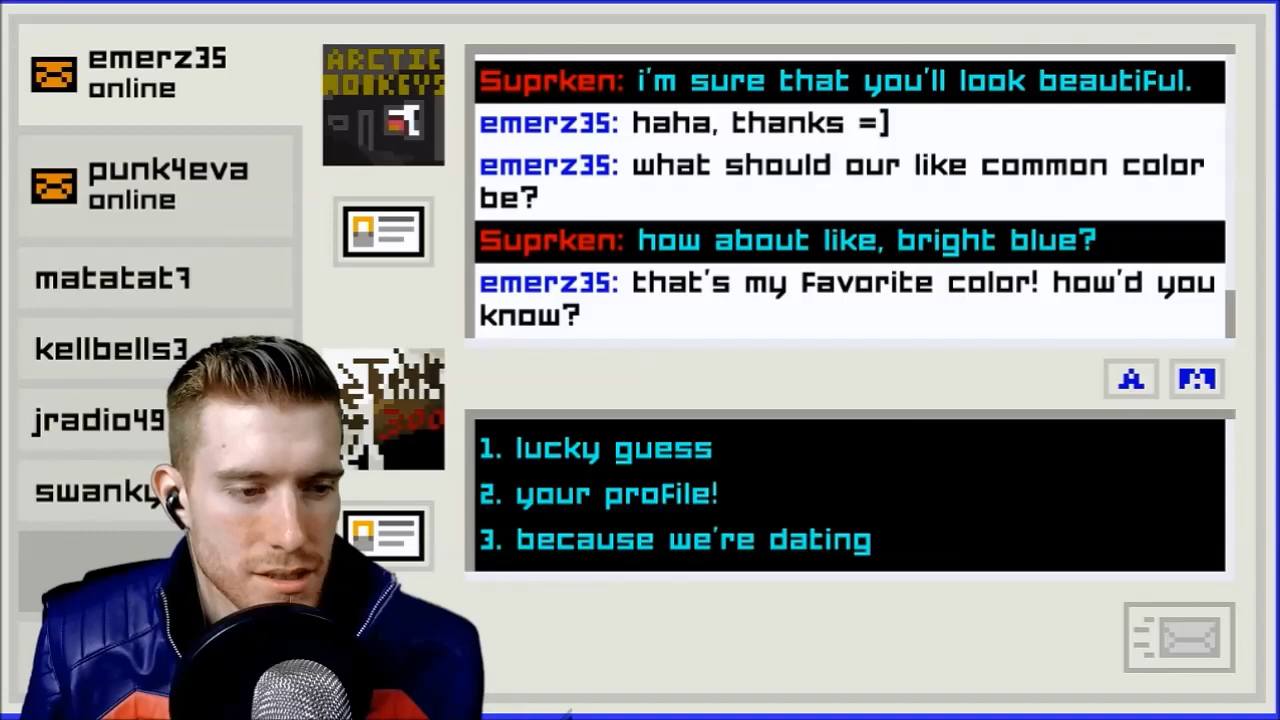 emerz35
online
punk4eva
online
matatat7
kellbells3
jradio49
swanky
ARCTIC
MONKEYS
Suprken: i'm sure that you'll look beautiful.
emerz35: haha, thanks =]
emerz35: what should our like common color
be?
Suprken: how about like, bright blue?
emerz35: that's my favorite color! how'd you
know?
A
1. lucky guess
2. your profile!
3. because we're dating
300